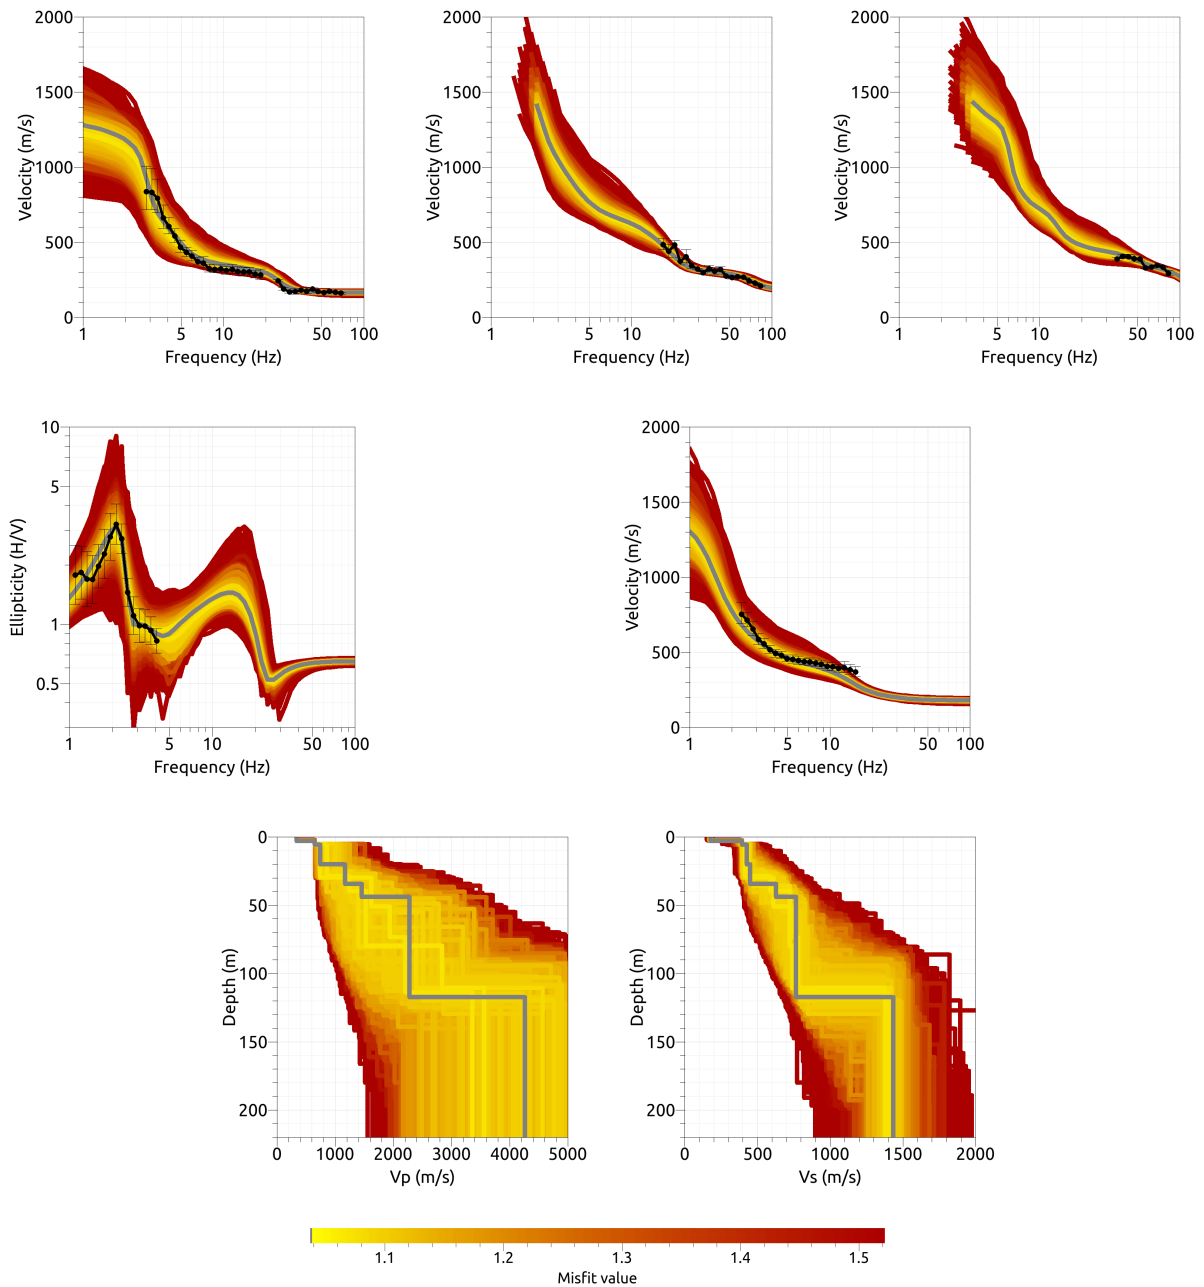 2000 2000 2000
1500 1500 1500
1000 1000 1000
500 500 500
0 0 0
Velocity (m/s) Velocity (m/s) Velocity (m/s)
1 5 10 50 100 1 5 10 50 100 1 5 10 50 100
Frequency (Hz) Frequency (Hz) Frequency (Hz)
10 2000
5 1500
1 1000
0.5 500
0
Ellipticity (H/V) Velocity (m/s)
1 5 10 50 100 1 5 10 50 100
Frequency (Hz) Frequency (Hz)
0 0
50 50
100 100
150 150
200 200
Depth (m) Depth (m)
0 1000 2000 3000 4000 5000 0 500 1000 1500 2000
Vp (m/s) Vs (m/s)
1.1 1.2 1.3 1.4 1.5
Misfit value